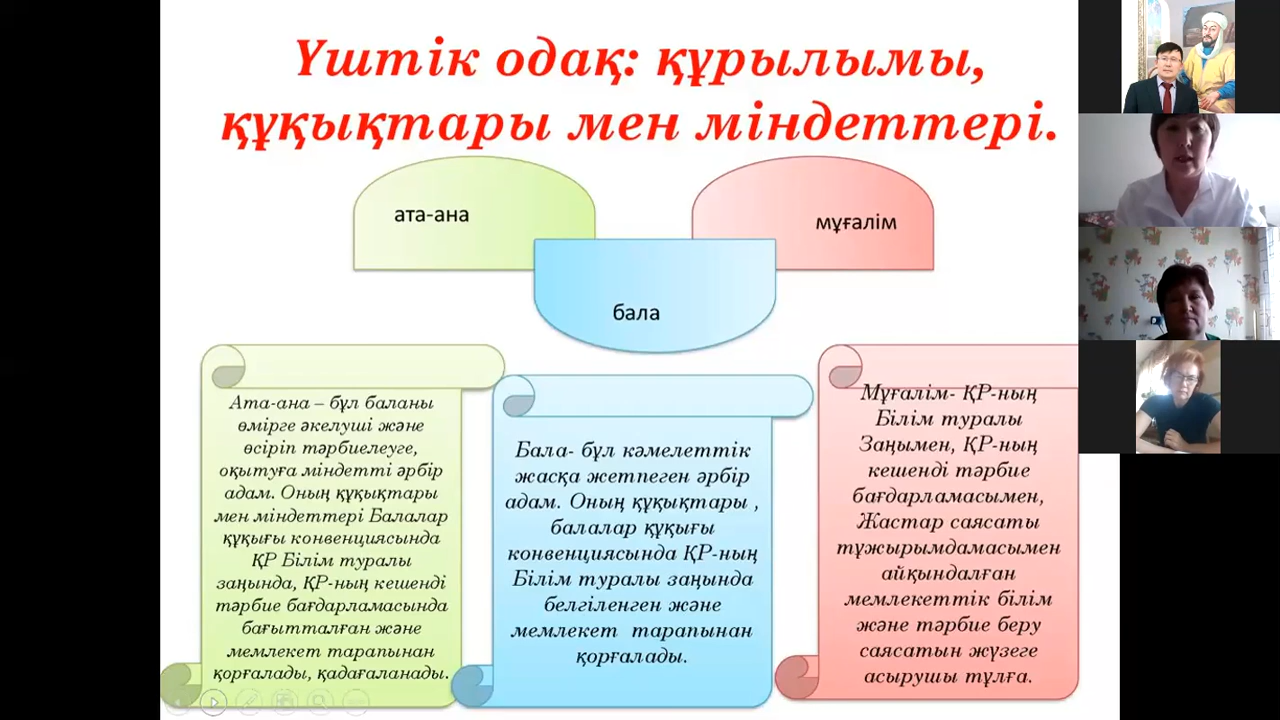 Үштік одақ: құрылымы,
құқықтары мен міндеттері.
ата-ана
мұғалім
бала
Ата-ана – бұл баланы
өмірге әкелуші және
өсіріп тәрбиелеуге,
оқытуға міндетті әрбір
адам. Оның құқықтары
мен міндеттері Балалар
құқығы конвенциясында
ҚР Білім туралы
заңында, ҚР-ның кешенді
тәрбие бағдарламасында
бағытталған және
мемлекет тарапынан
қорғалады, қадағаланады.
Бала- бұл кәмелеттік
жасқа жетпеген әрбір
адам. Оның құқықтары ,
балалар құқығы
конвенциясында ҚР-ның
Білім туралы заңында
белгіленген және
мемлекет тарапынан
қорғалады.
Мұғалім- ҚР-ның
Білім туралы
Заңымен, ҚР-ның
кешенді тәрбие
бағдарламасымен,
Жастар саясаты
тұжырымдамасымен
айқындалған
мемлекеттік білім
және тәрбие беру
саясатын жүзеге
асырушы тұлға.